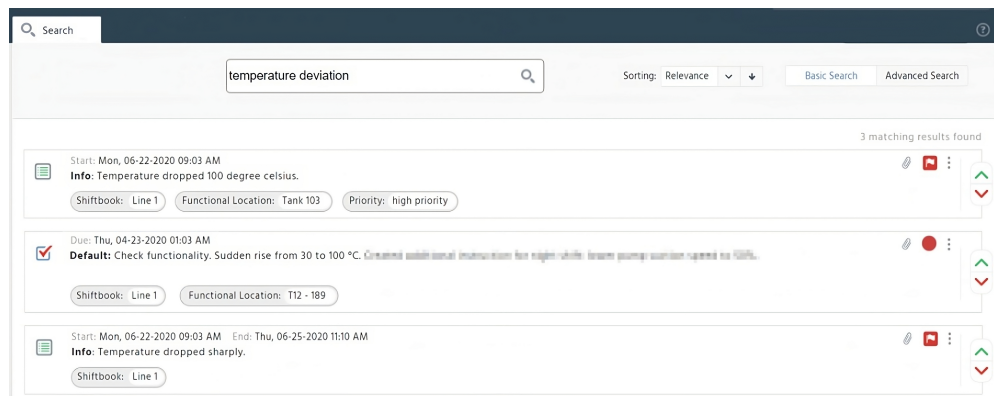 Search
temperature deviation
Sorting: Relevance
Basic Search
Advanced Search
3 matching results found
Start: Mon, 06-22-2020 09:03 AM
Info: Temperature dropped 100 degree celsius.
Shiftbook: Line 1 Functional Location: Tank 103 Priority: high priority
Due: Thu, 04-23-2020 01:03 AM
Default: Check functionality. Sudden rise from 30 to 100 °C.
Shiftbook: Line 1 Functional Location: T12 - 189
Start: Mon, 06-22-2020 09:03 AM End: Thu, 06-25-2020 11:10 AM
Info: Temperature dropped sharply.
Shiftbook: Line 1